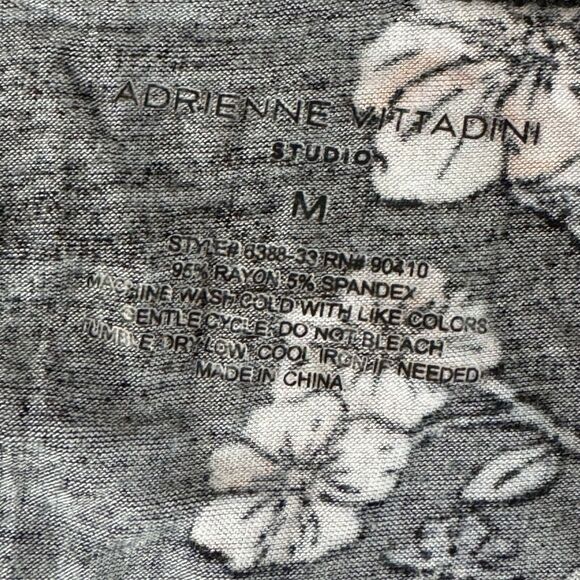 ADRIENNE VITTADINI
STUDIO
M
STYLE# 6388-33 RN# 90410
95% RAYON 5% SPANDEX
MACHINE WASH COLD WITH LIKE COLORS
GENTLE CYCLE. DO NOT BLEACH
TUMBLE DRY LOW. COOL IRON IF NEEDED
MADE IN CHINA